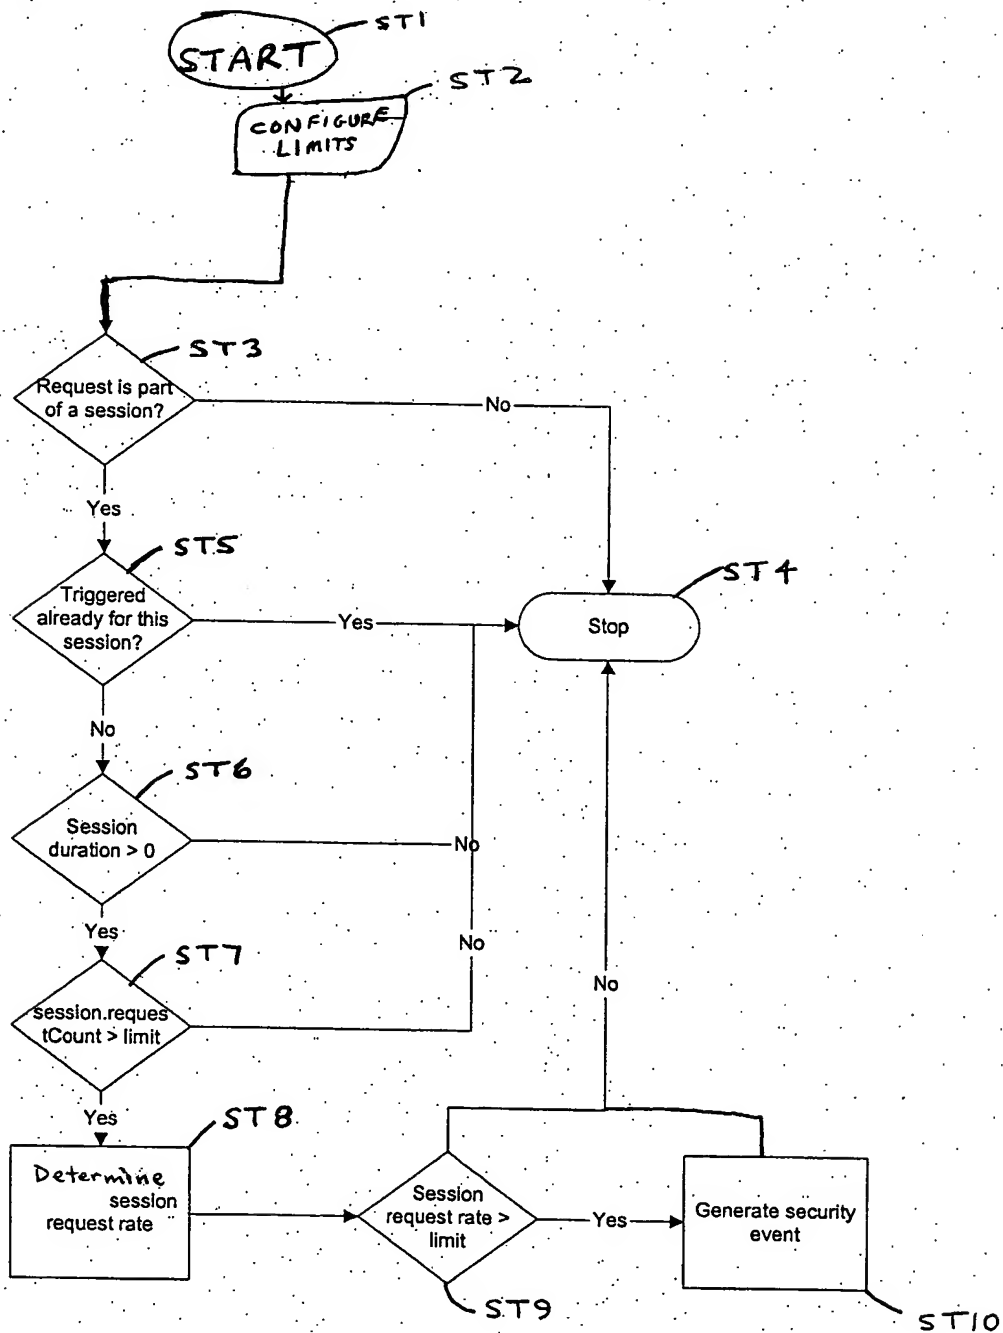 ST1
START
ST2
CONFIGURE
LIMITS
ST3
Request is part
of a session?
No
Yes
ST5
Triggered
already for this
session?
Yes
ST4
Stop
No
ST6
Session
duration > 0
No
Yes
No
ST7
session.reques
tCount > limit
No
Yes
ST8
Determine
session
request rate
Session
request rate >
limit
Yes
Generate security
event
ST9
ST10